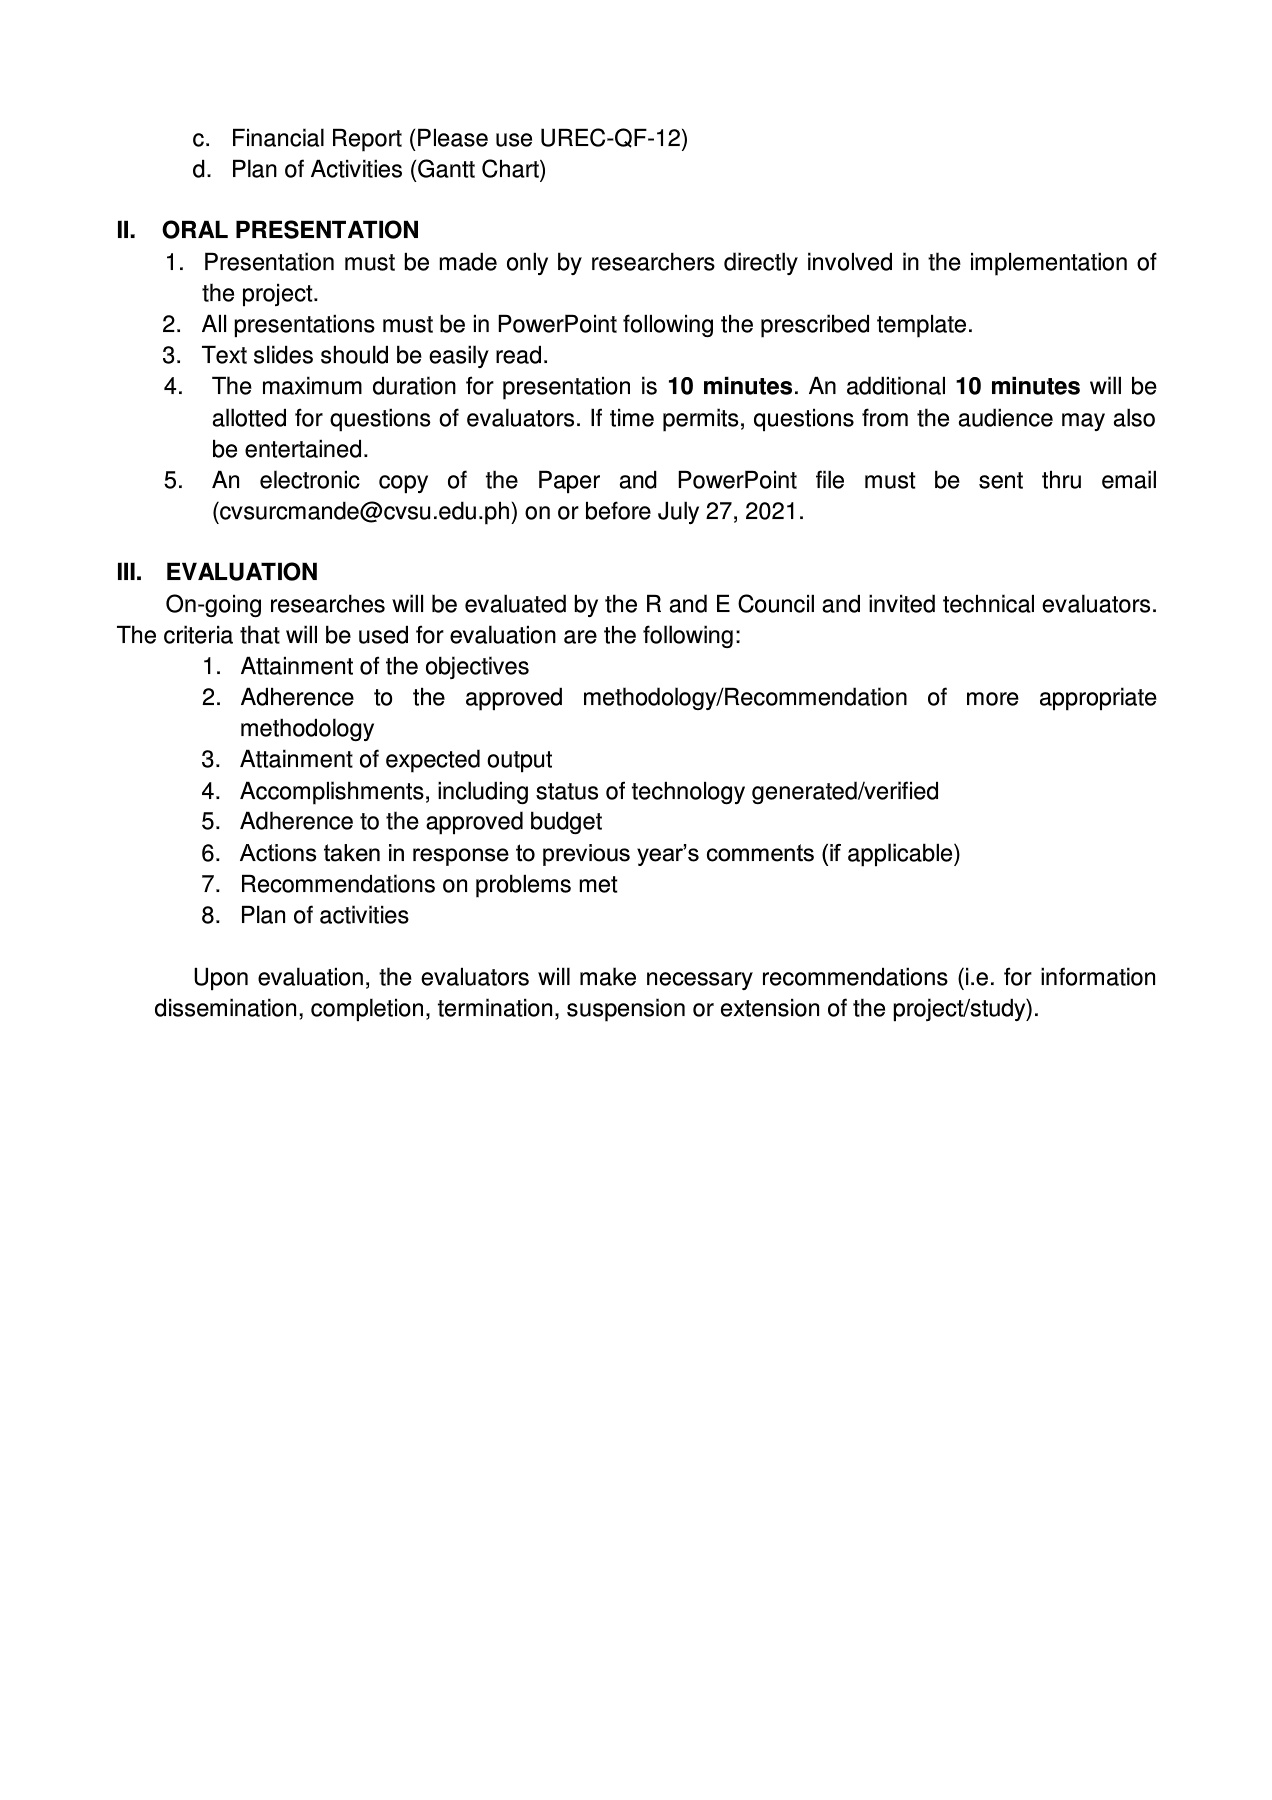 c. Financial Report (Please use UREC-QF-12)
d. Plan of Activities (Gantt Chart)
II. ORAL PRESENTATION
1. Presentation must be made only by researchers directly involved in the implementation of
the project.
2. All presentations must be in PowerPoint following the prescribed template.
3. Text slides should be easily read.
4. The maximum duration for presentation is 10 minutes. An additional 10 minutes will be
allotted for questions of evaluators. If time permits, questions from the audience may also
be entertained.
5. An electronic copy of the Paper and PowerPoint file must be sent thru email
(cvsurcmande@cvsu.edu.ph) on or before July 27, 2021.
III. EVALUATION
On-going researches will be evaluated by the R and E Council and invited technical evaluators.
The criteria that will be used for evaluation are the following:
1. Attainment of the objectives
2. Adherence to the approved methodology/Recommendation of more appropriate
methodology
3. Attainment of expected output
4. Accomplishments, including status of technology generated/verified
5. Adherence to the approved budget
6. Actions taken in response to previous year’s comments (if applicable)
7. Recommendations on problems met
8. Plan of activities
Upon evaluation, the evaluators will make necessary recommendations (i.e. for information
dissemination, completion, termination, suspension or extension of the project/study).